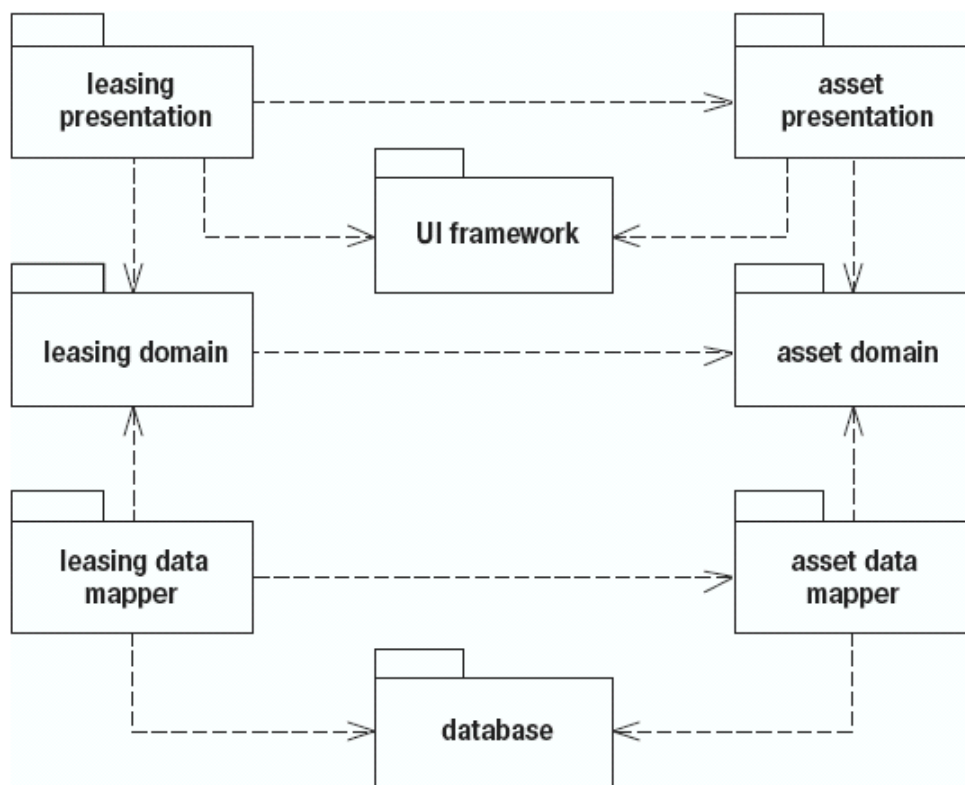 leasing
presentation
asset
presentation
UI framework
leasing domain
asset domain
leasing data
mapper
asset data
mapper
database